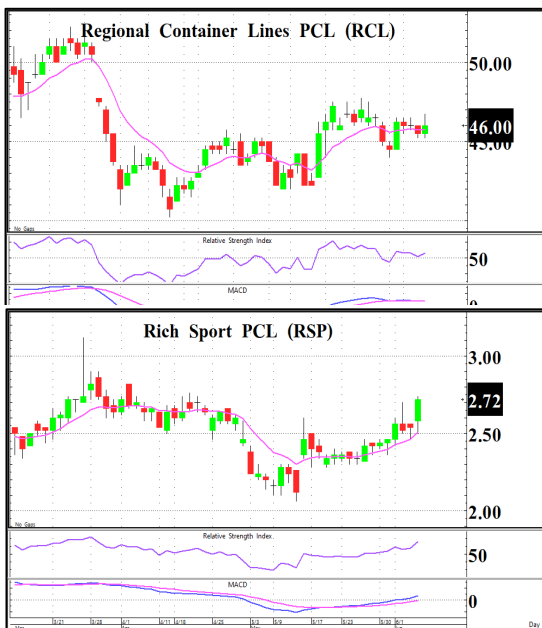 Regional Container Lines PCL (RCL)
50.00
46.00
45.00
No Gaps
Relative Strength Index
50
MACD
0
Rich Sport PCL (RSP)
3.00
2.72
2.50
2.00
No Gaps
Relative Strength Index
50
MACD
0
3/21 3/28 4/1 4/11 4/18 4/25 5/3 5/9 5/17 5/23 5/30 6/1
Day